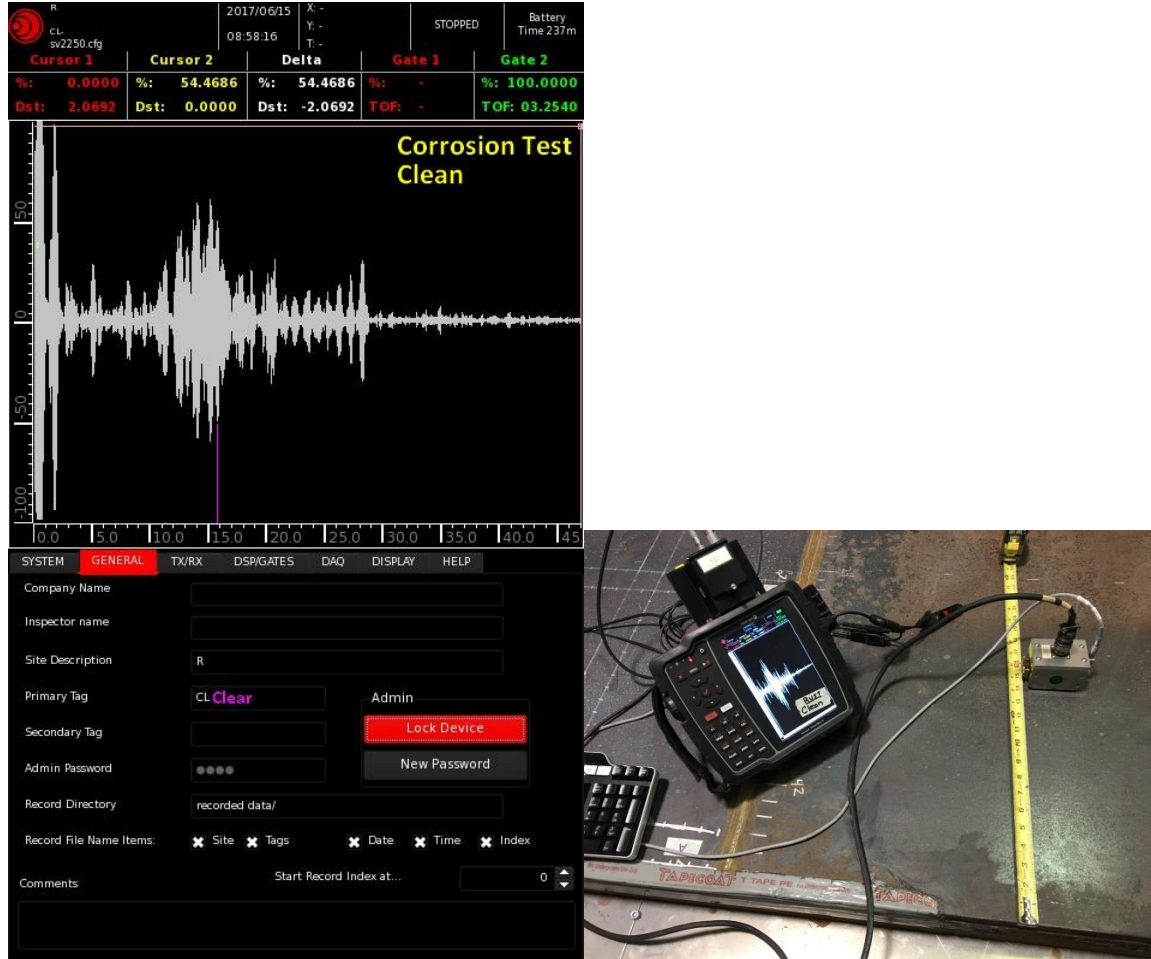 R
CL-
sv2250.cfg
2017/06/15
08:58:16
X: -
Y: -
T: -
STOPPED
Battery
Time 237m
Cursor 1
Cursor 2
Delta
Gate 1
Gate 2
%: 0.0000
%: 54.4686
%: 54.4686
%: -
%: 100.0000
Dst: 2.0692
Dst: 0.0000
Dst: -2.0692
TOF: -
TOF: 03.2540
Corrosion Test
Clean
50
0
-50
-100
0.0 5.0 10.0 15.0 20.0 25.0 30.0 35.0 40.0 45
SYSTEM GENERAL TX/RX DSP/GATES DAQ DISPLAY HELP
Company Name
Inspector name
Site Description R
Primary Tag CL Clear
Admin
Lock Device
Secondary Tag
New Password
Admin Password
Record Directory recorded data/
Record File Name Items: Site Tags Date Time Index
Start Record Index at... 0
Comments
Clean
42
A
TAPECOAT T TAPE PE